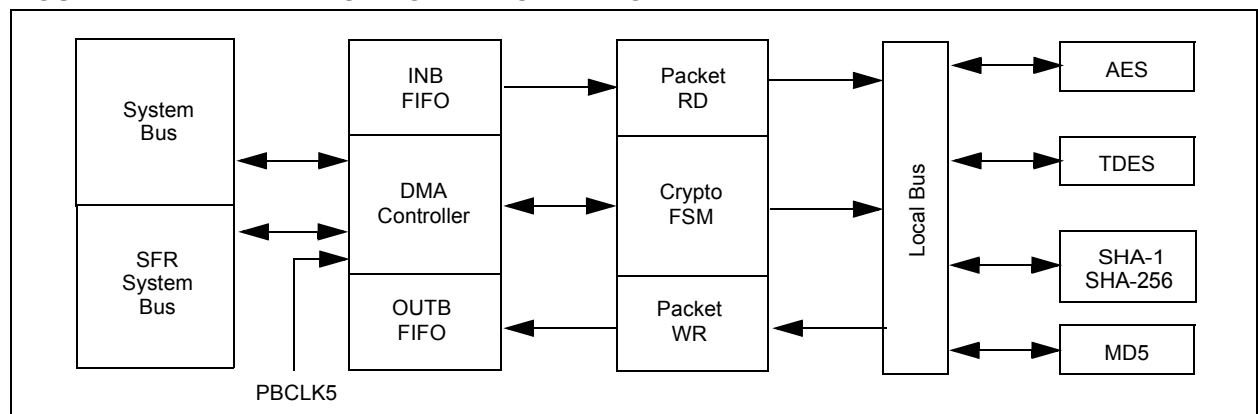 System
Bus
SFR
System
Bus
PBCLK5
INB
FIFO
DMA
Controller
OUTB
FIFO
Packet
RD
Crypto
FSM
Packet
WR
Local Bus
AES
TDES
SHA-1
SHA-256
MD5